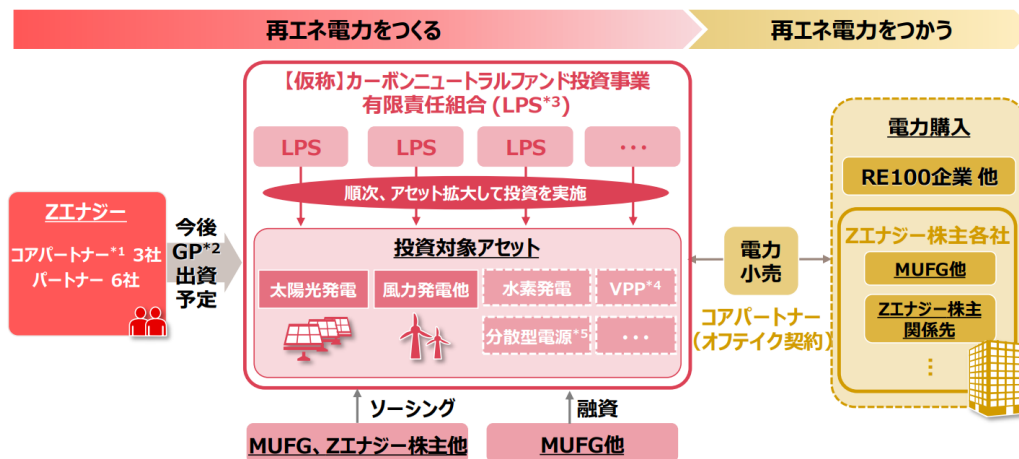 再エネ電力をつくる
再エネ電力をつかう
【仮称】カーボンニュートラルファンド投資事業
有限責任組合(LPS*3)
LPS
LPS
LPS
・・・
順次、アセット拡大して投資を実施
Zエナジー
コアパートナー*1 3社
パートナー 6社
今後
GP*2
出資
予定
投資対象アセット
太陽光発電
風力発電他
水素発電
VPP*4
分散型電源*5
・・・
ソーシング
融資
MUFG、Zエナジー株主他
MUFG他
電力
小売
コアパートナー
(オフテイク契約)
電力購入
RE100企業 他
Zエナジー株主各社
MUFG他
Zエナジー株主
関係先
⋮